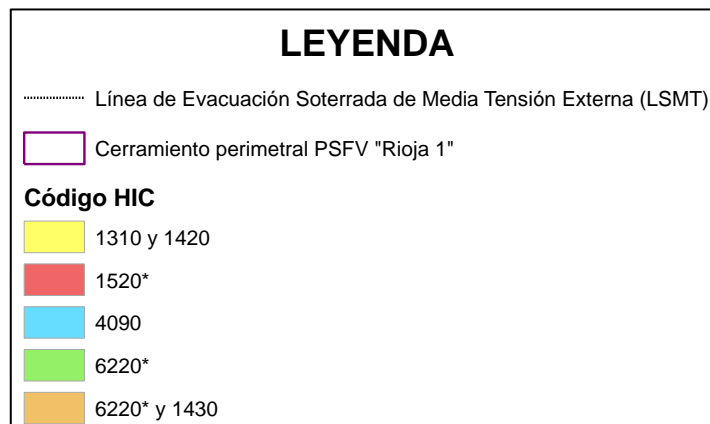 LEYENDA
Línea de Evacuación Soterrada de Media Tensión Externa (LSMT)
Cerramiento perimetral PSFV "Rioja 1"
Código HIC
1310 y 1420
1520*
4090
6220*
6220* y 1430